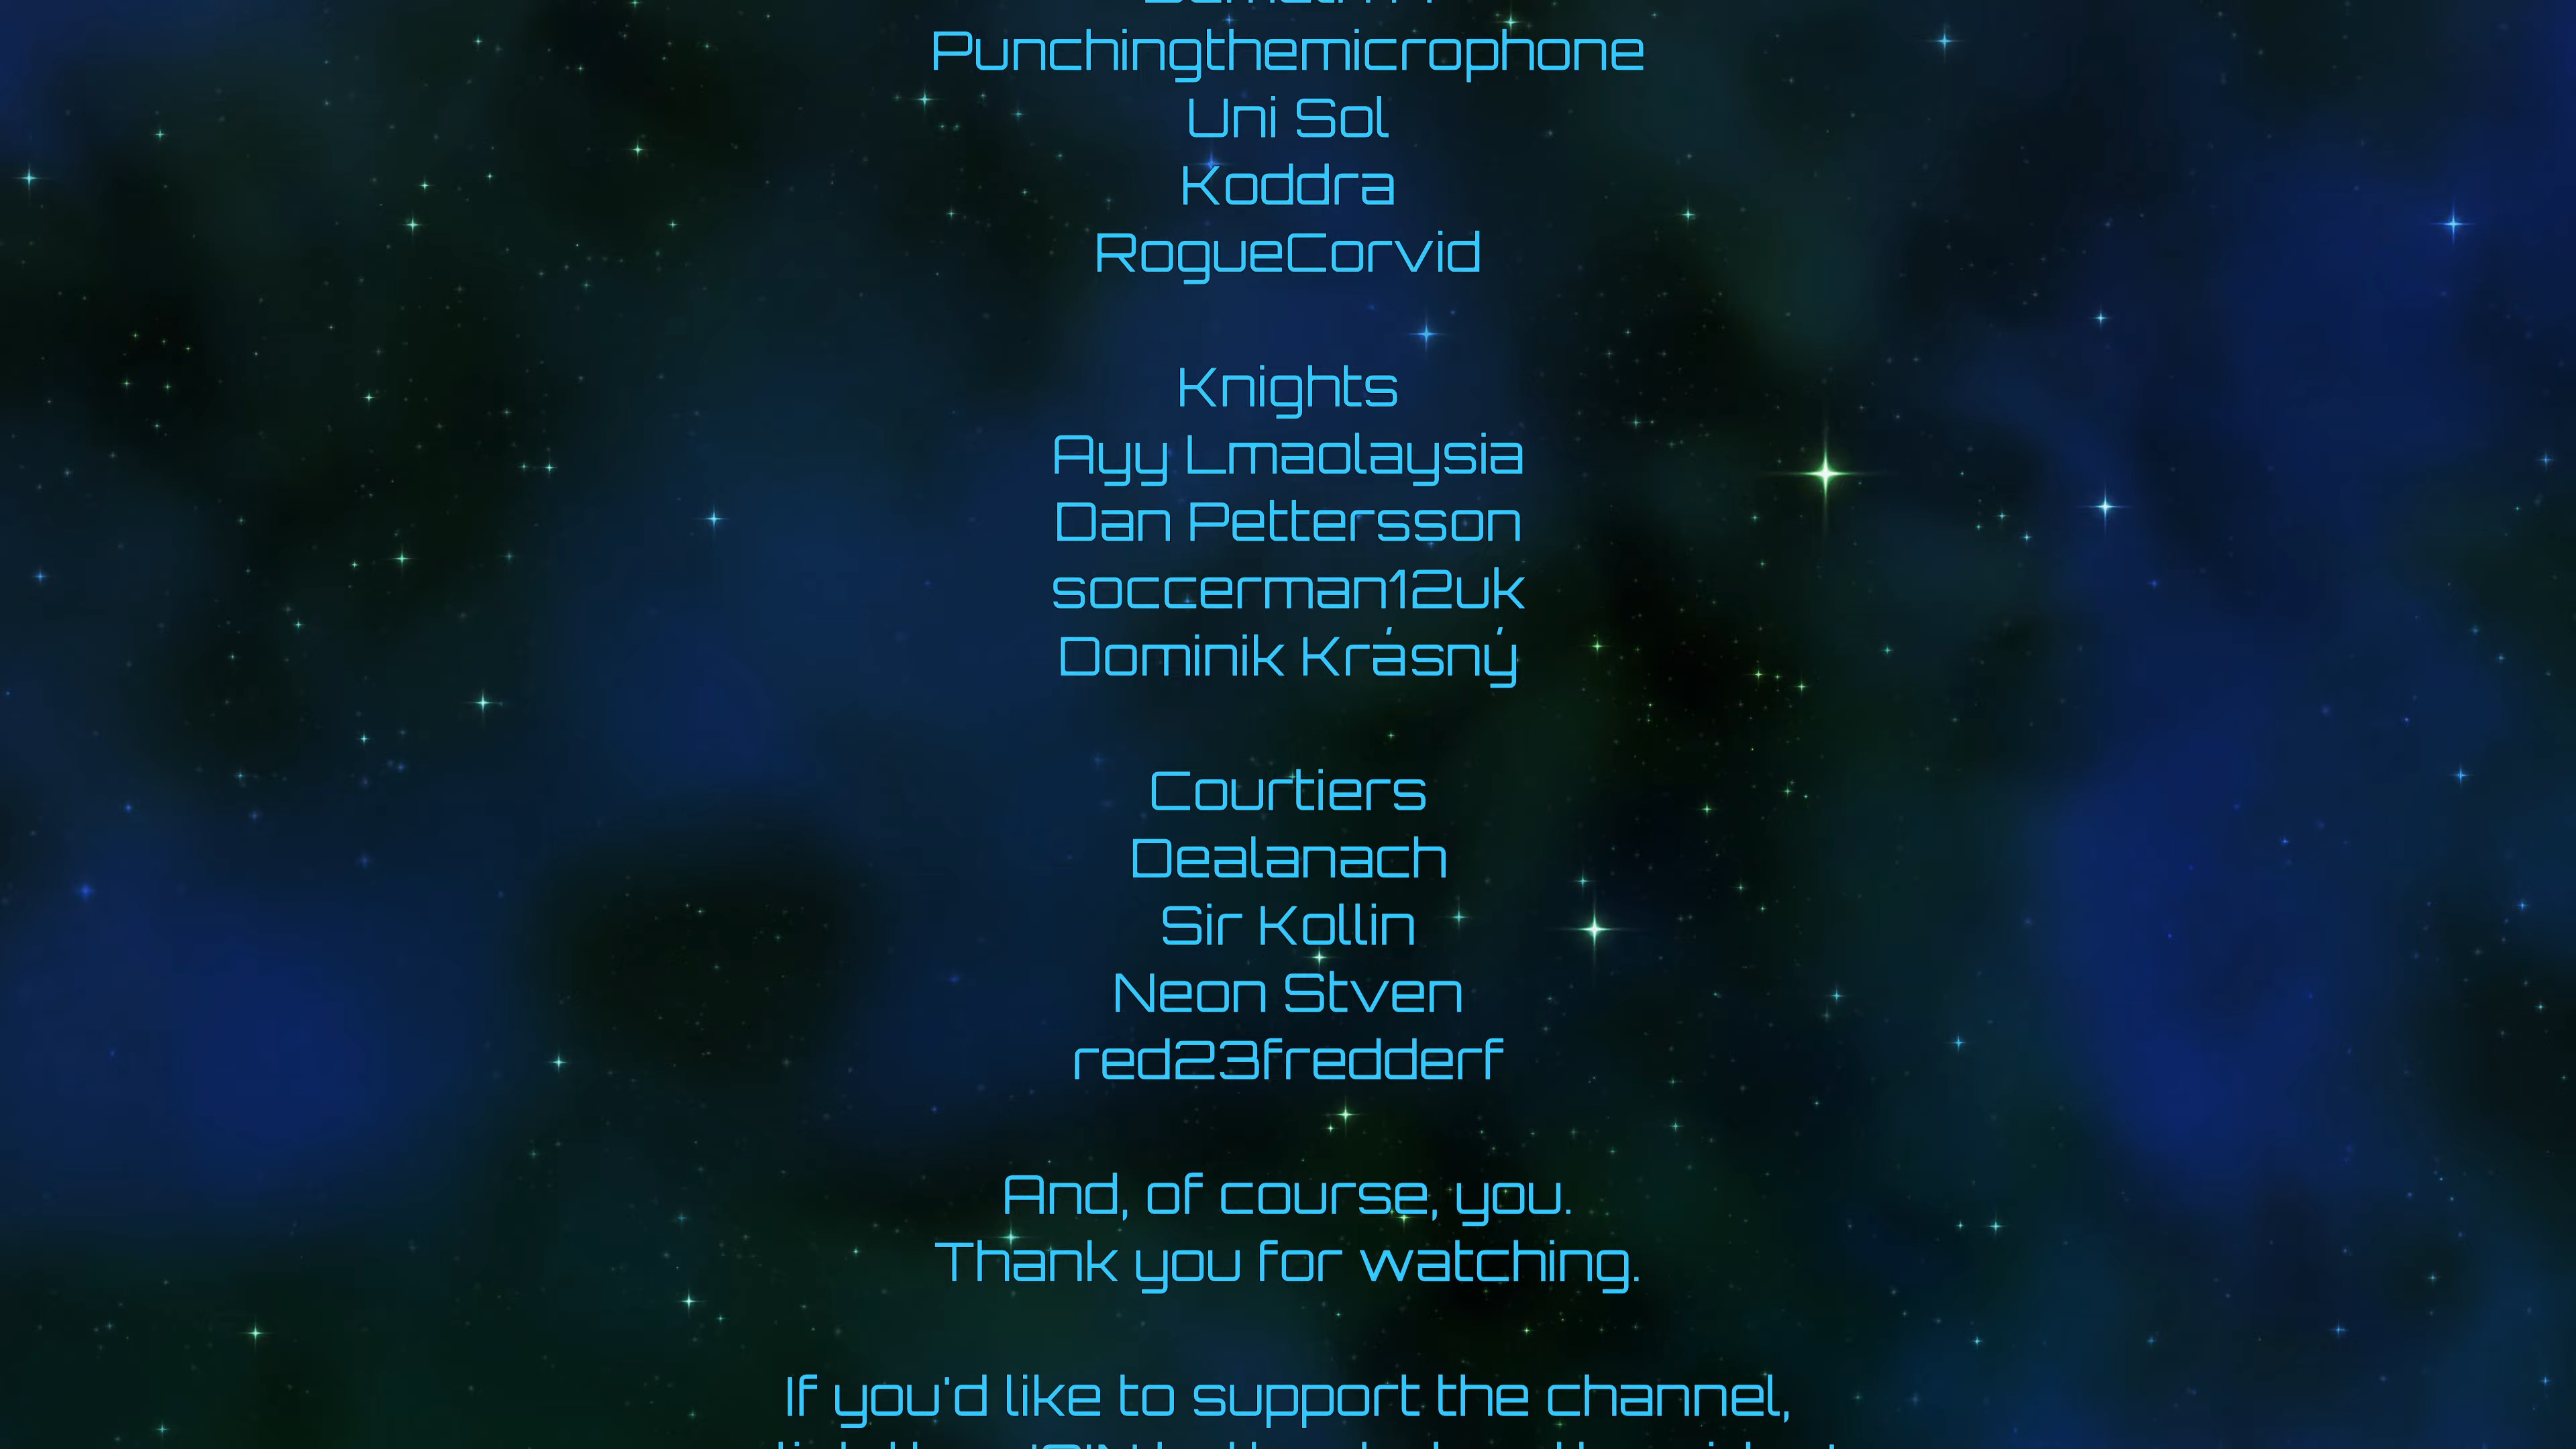 Punchingthemicrophone
Uni Sol
Koddra
RogueCorvid
Knights
Ayy Lmaolaysia
Dan Pettersson
soccerman12uk
Dominik Krásný
Courtiers
Dealanach
Sir Kollin
Neon Stven
red23fredderf
And, of course, you.
Thank you for watching.
If you'd like to support the channel,